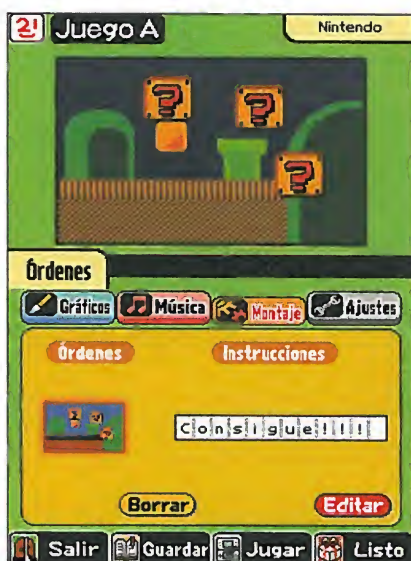 2! Juego A
Nintendo
? ? ?
Órdenes
Gráficos Música Montaje Ajustes
Órdenes Instrucciones
Consigue!!!
Borrar Editar
Salir Guardar Jugar Listo